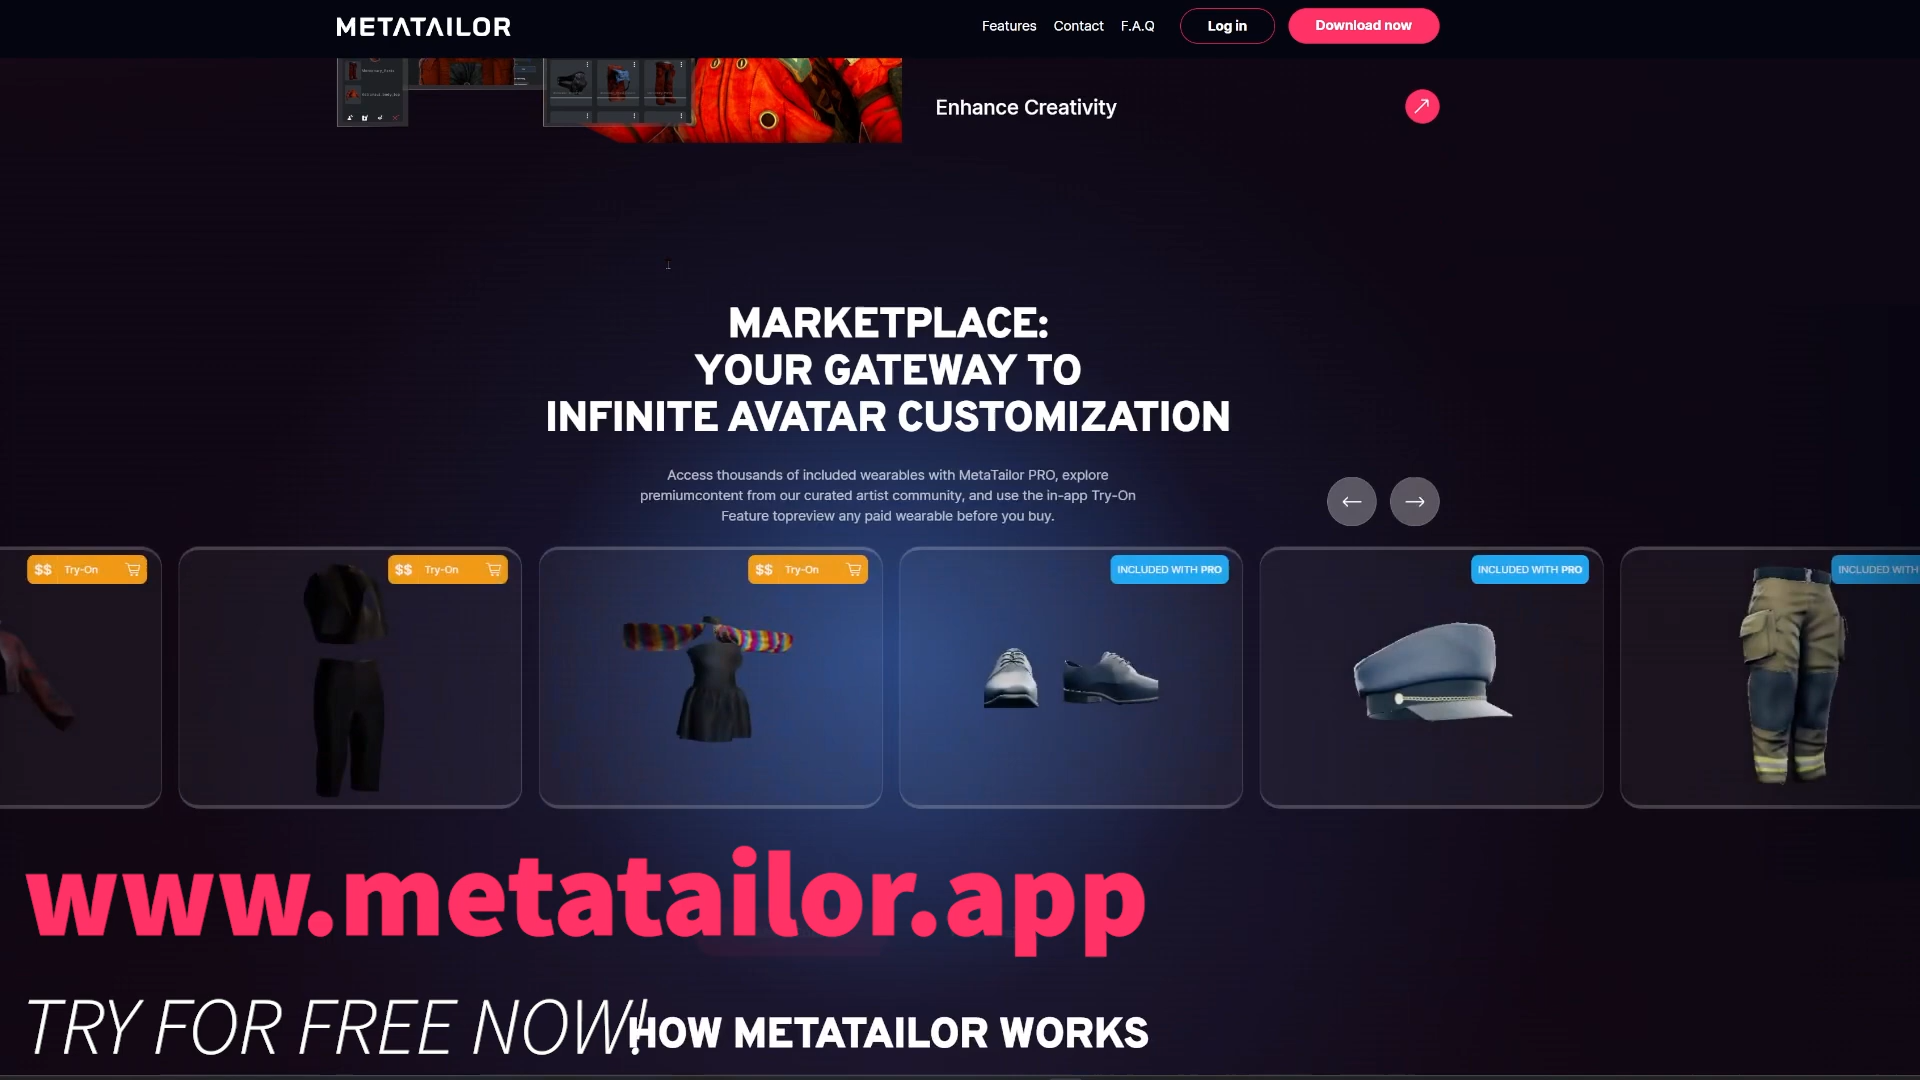 METATAILOR
Features
Contact
F.A.Q
Log in
Download now
Enhance Creativity
MARKETPLACE:
YOUR GATEWAY TO
INFINITE AVATAR CUSTOMIZATION
Access thousands of included wearables with MetaTailor PRO, explore
premiumcontent from our curated artist community, and use the in-app Try-On
Feature topreview any paid wearable before you buy.
$$ Try-On
$$ Try-On
$$ Try-On
INCLUDED WITH PRO
INCLUDED WITH PRO
INCLUDED WITH
www.metatailor.app
TRY FOR FREE NOW!
HOW METATAILOR WORKS